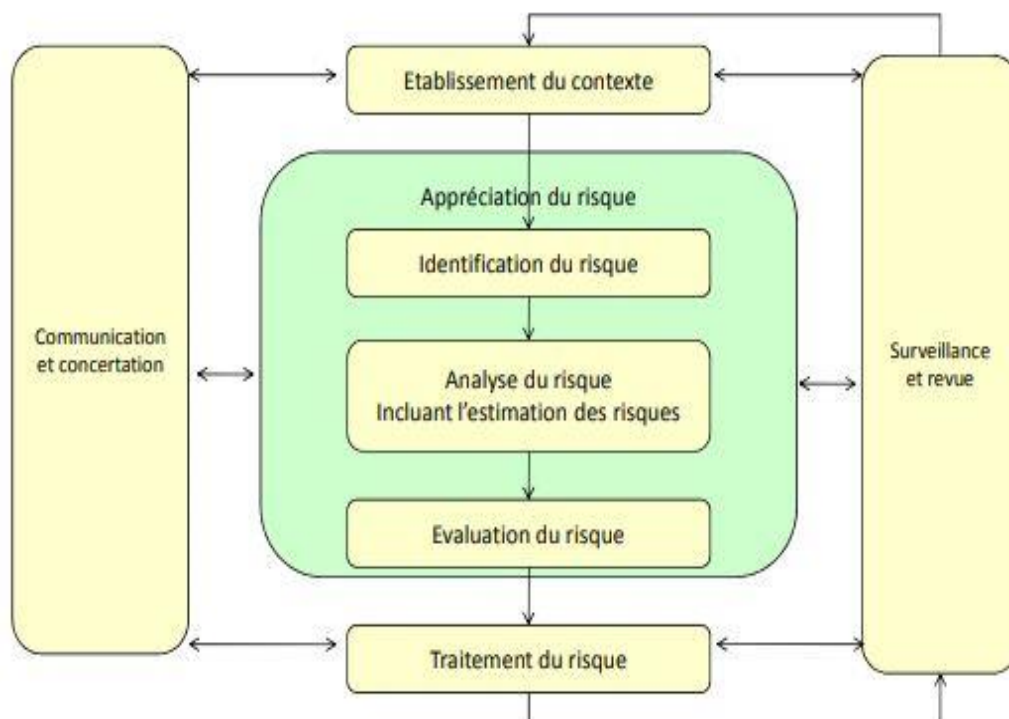 Etablissement du contexte
Appréciation du risque
Identification du risque
Communication
et concertation
Analyse du risque
Incluant l'estimation des risques
Surveillance
et revue
Evaluation du risque
Traitement du risque